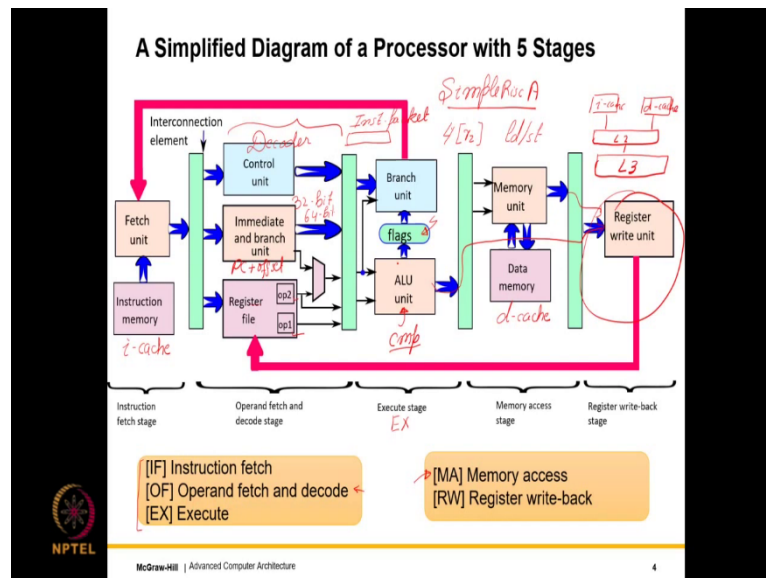 A Simplified Diagram of a Processor with 5 Stages
SimpleRisc A
Interconnection
element
Decoder
Inst packet
4[r2] ld/st
i-cache
d-cache
L2
L3
Fetch
unit
Instruction
memory
i-cache
Control
unit
32-bit
64-bit
Immediate
and branch
unit
PC+offset
Register
file
op2
op1
Branch
unit
flags
ALU
unit
cmp
Memory
unit
Data
memory
d-cache
Register
write unit
Instruction
fetch stage
Operand fetch and
decode stage
Execute stage
EX
Memory access
stage
Register write-back
stage
[IF] Instruction fetch
[OF] Operand fetch and decode
[EX] Execute
[MA] Memory access
[RW] Register write-back
NPTEL
McGraw-Hill | Advanced Computer Architecture
4